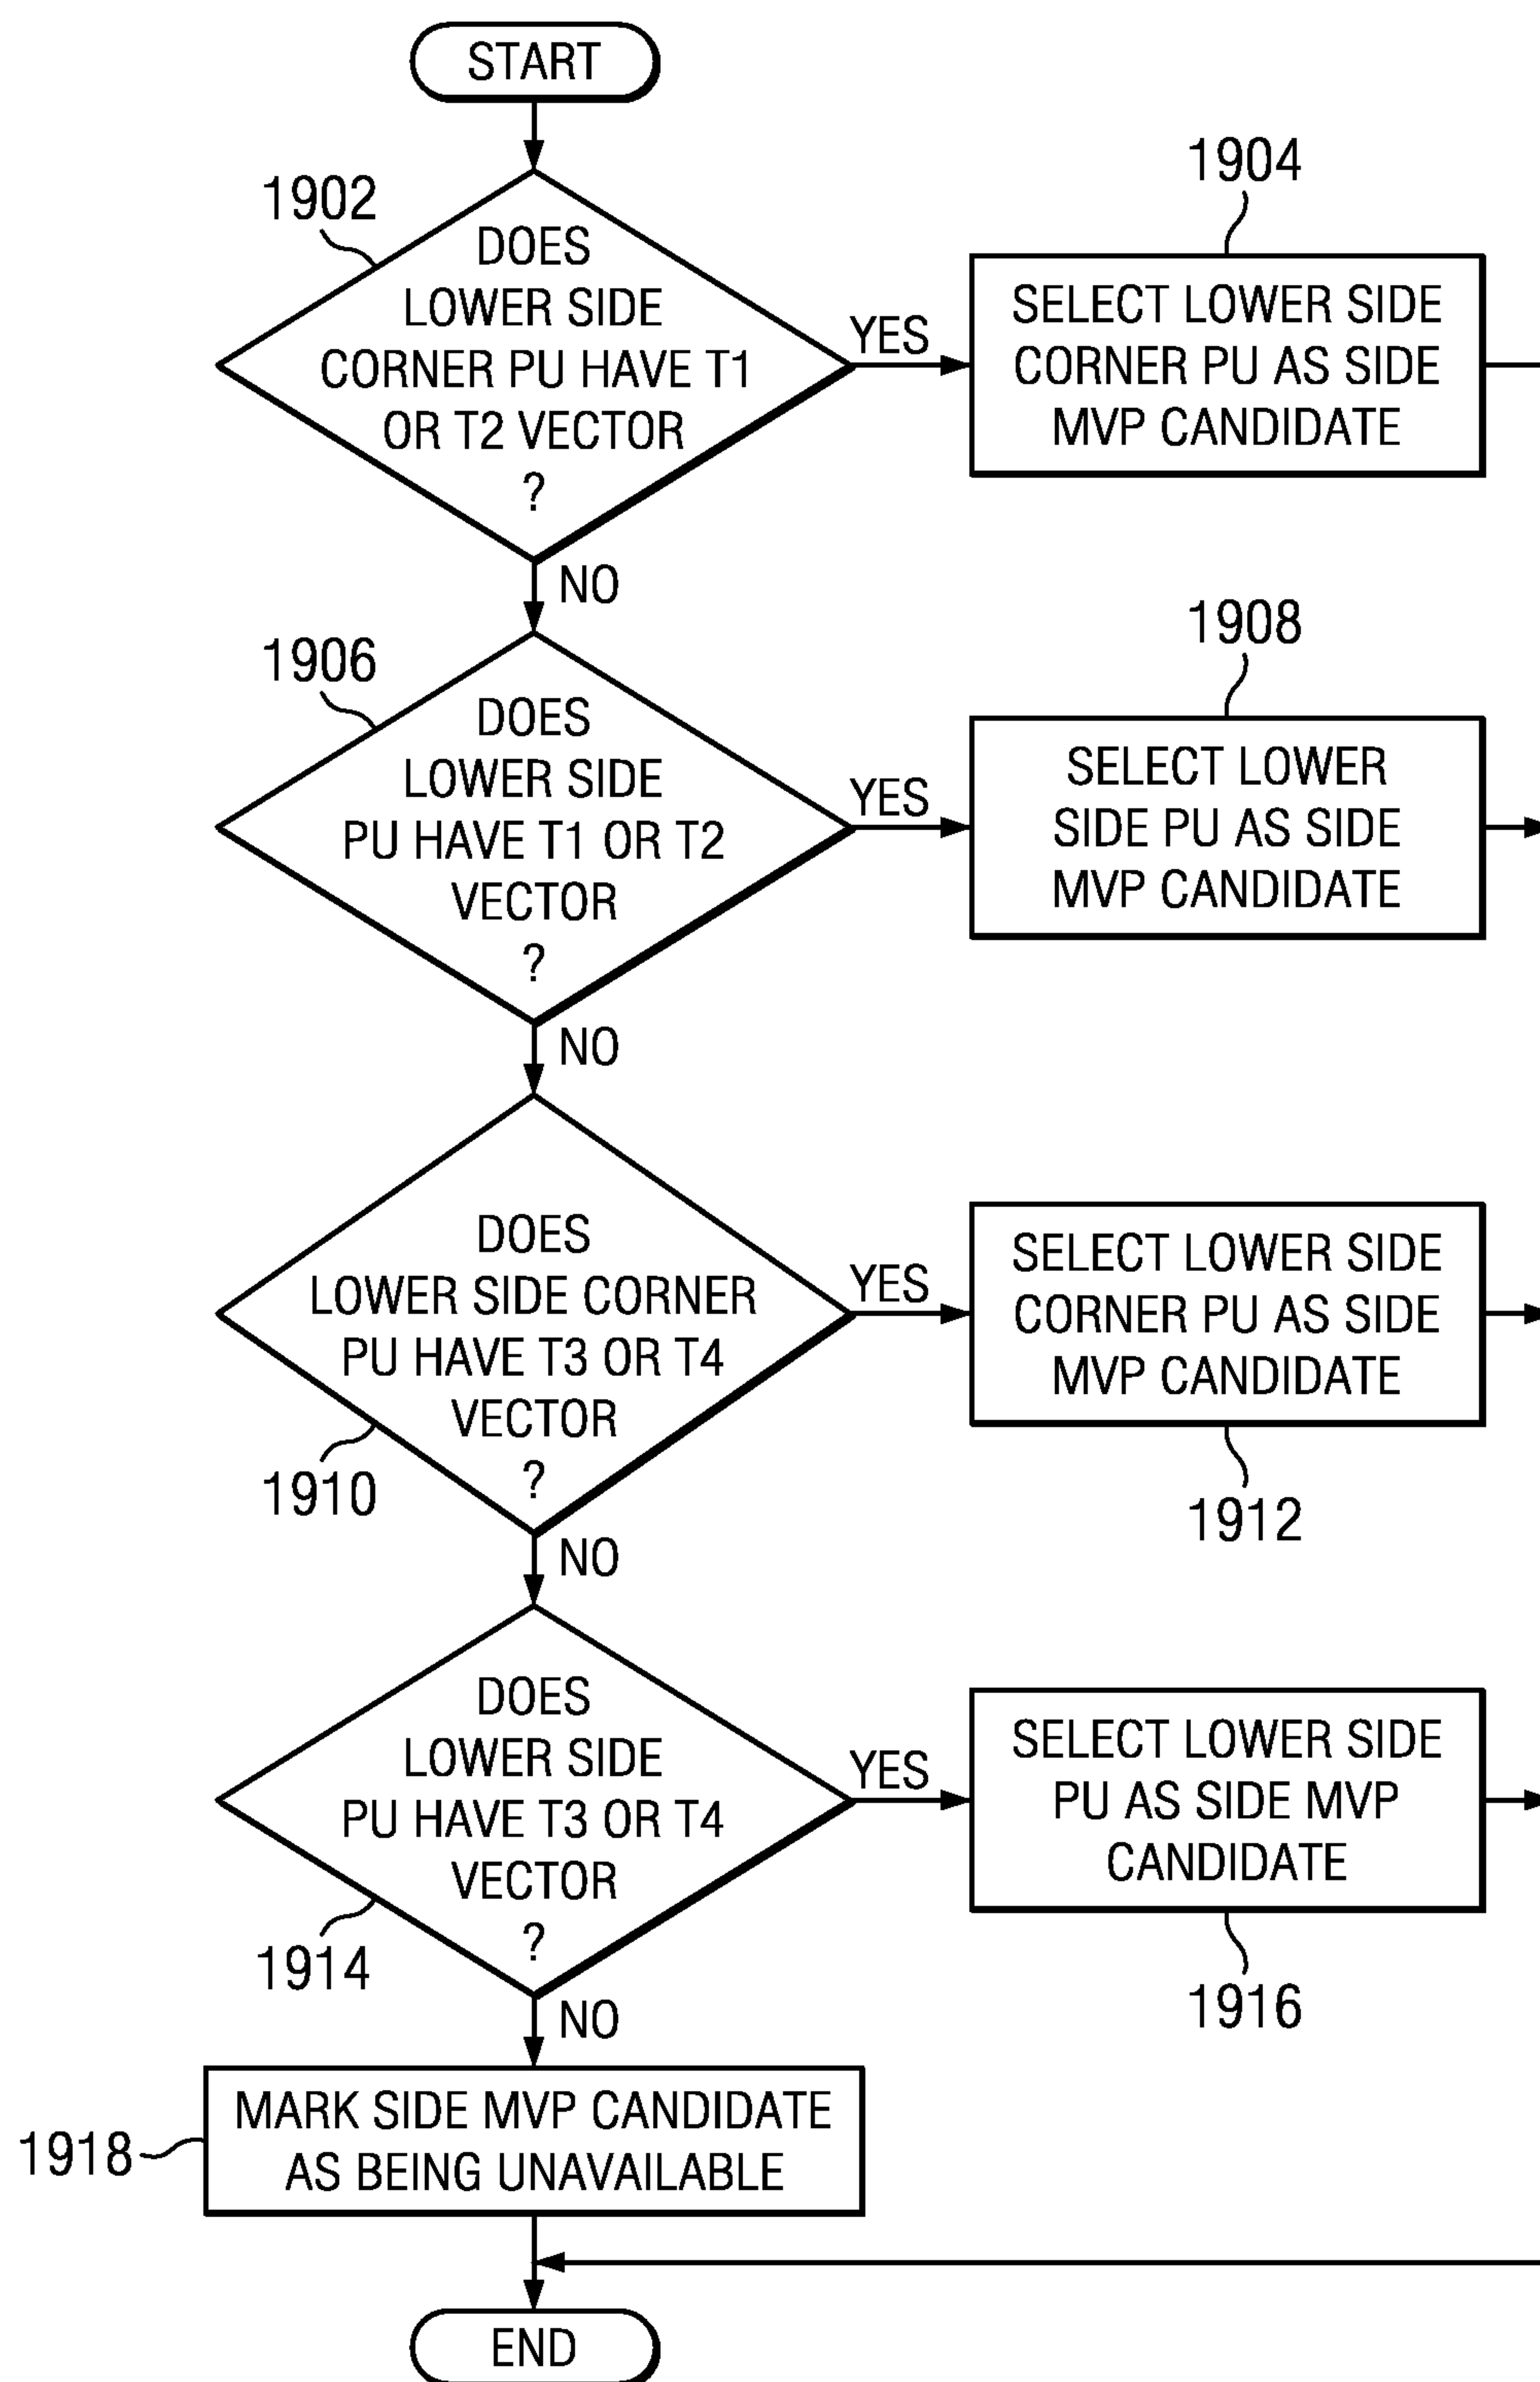 START
1902
DOES
LOWER SIDE
CORNER PU HAVE T1
OR T2 VECTOR
?
YES
1904
SELECT LOWER SIDE
CORNER PU AS SIDE
MVP CANDIDATE
NO
1906
DOES
LOWER SIDE
PU HAVE T1 OR T2
VECTOR
?
YES
1908
SELECT LOWER
SIDE PU AS SIDE
MVP CANDIDATE
NO
DOES
LOWER SIDE CORNER
PU HAVE T3 OR T4
VECTOR
?
1910
YES
SELECT LOWER SIDE
CORNER PU AS SIDE
MVP CANDIDATE
1912
NO
DOES
LOWER SIDE
PU HAVE T3 OR T4
VECTOR
?
1914
YES
SELECT LOWER SIDE
PU AS SIDE MVP
CANDIDATE
1916
NO
1918
MARK SIDE MVP CANDIDATE
AS BEING UNAVAILABLE
END